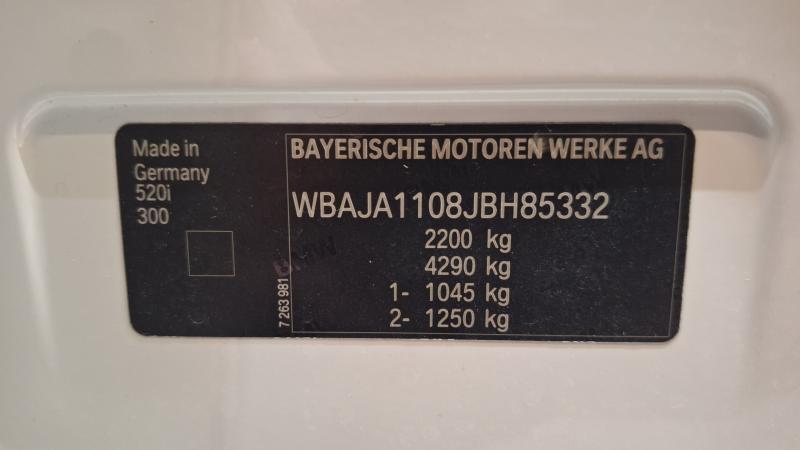 Made in
Germany
520i
300
7 263 981
BAYERISCHE MOTOREN WERKE AG
WBAJA1108JBH85332
2200 kg
4290 kg
1- 1045 kg
2- 1250 kg